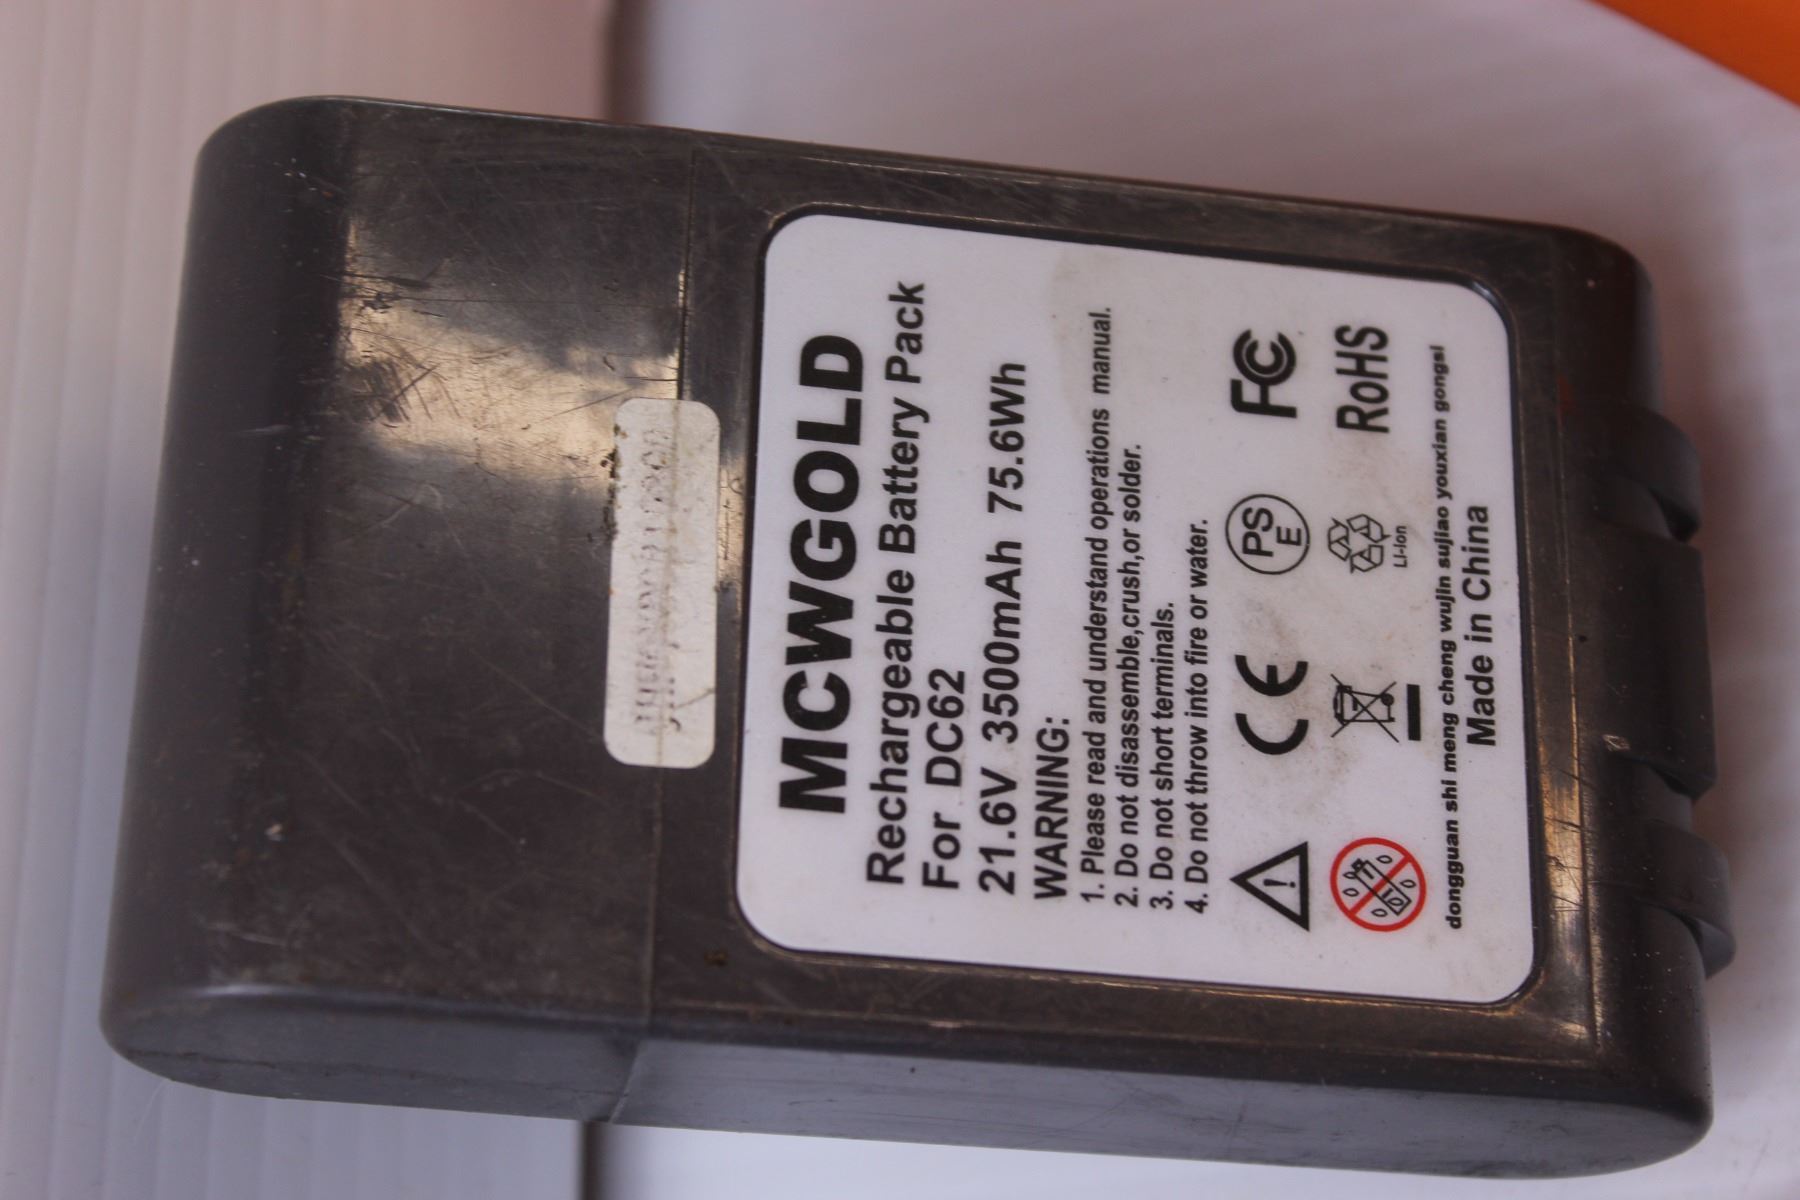 MCWGOLD
Rechargeable Battery Pack
For DC62
21.6V 3500mAh 75.6Wh
WARNING:
1. Please read and understand operations manual.
2. Do not disassemble,crush,or solder.
3. Do not short terminals.
4. Do not throw into fire or water.
CE PSE FC
Li-ion RoHS
dongguan shi meng cheng wujin sujiao youxian gongsi
Made in China